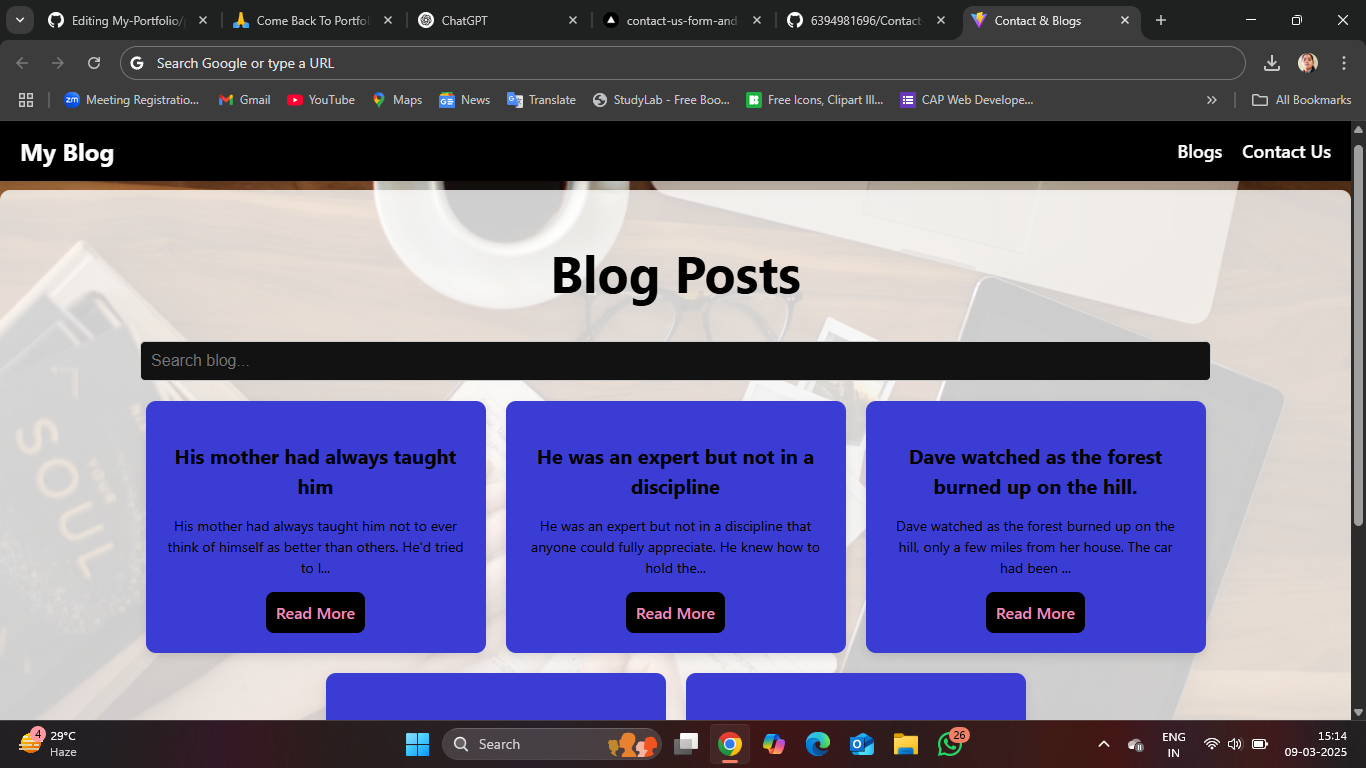 Editing My-Portfolio/
Come Back To Portfol
ChatGPT
contact-us-form-and
6394981696/Contact
Contact & Blogs
Search Google or type a URL
zm
Meeting Registratio...
Gmail
YouTube
Maps
News
Translate
StudyLab - Free Boo...
Free Icons, Clipart Ill...
CAP Web Develope...
All Bookmarks
My Blog
Blogs
Contact Us
Blog Posts
Search blog...
SOUL
YOUR
His mother had always taught
him
His mother had always taught him not to ever
think of himself as better than others. He'd tried
to l...
Read More
He was an expert but not in a
discipline
He was an expert but not in a discipline that
anyone could fully appreciate. He knew how to
hold the...
Read More
Dave watched as the forest
burned up on the hill.
Dave watched as the forest burned up on the
hill, only a few miles from her house. The car
had been ...
Read More
4
29°C
Haze
Search
26
ENG
IN
15:14
09-03-2025